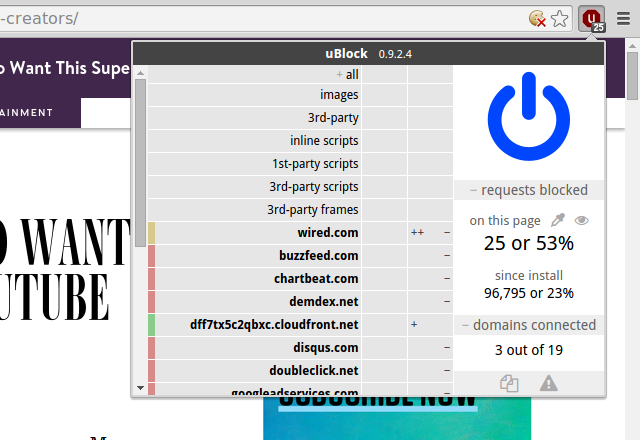 -creators/
25
o Want This Supe
AINMENT
uBlock 0.9.2.4
+ all
images
3rd-party
inline scripts
1st-party scripts
3rd-party scripts
3rd-party frames
wired.com ++ −
buzzfeed.com −
chartbeat.com −
demdex.net −
dff7tx5c2qbxc.cloudfront.net +
disqus.com −
doubleclick.net −
googleadservices.com −
− requests blocked
on this page
25 or 53%
since install
96,795 or 23%
− domains connected
3 out of 19
O WANT
UTUBE
SUBSCRIBE NOW
M